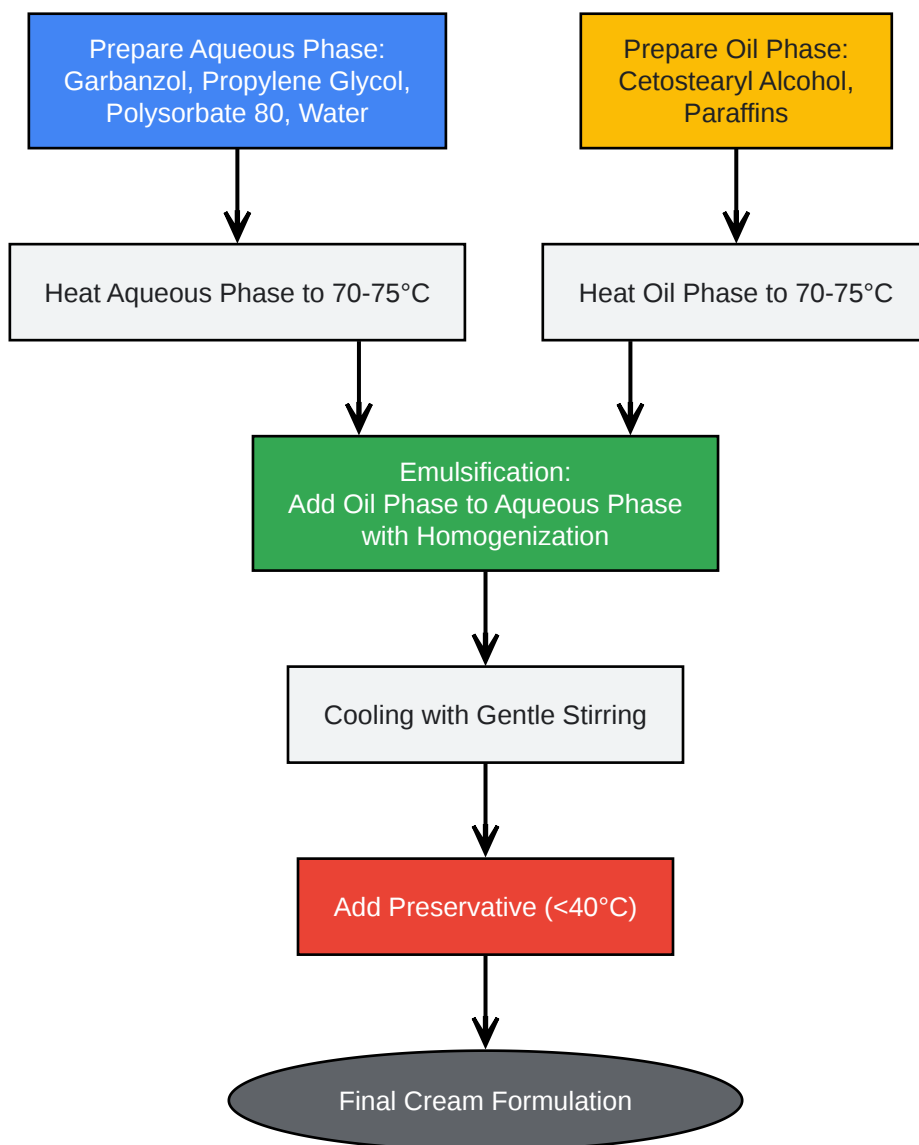 Prepare Aqueous Phase:
Garbanzol, Propylene Glycol,
Polysorbate 80, Water
Prepare Oil Phase:
Cetostearyl Alcohol,
Paraffins
Heat Aqueous Phase to 70-75°C
Heat Oil Phase to 70-75°C
Emulsification:
Add Oil Phase to Aqueous Phase
with Homogenization
Cooling with Gentle Stirring
Add Preservative (<40°C)
Final Cream Formulation